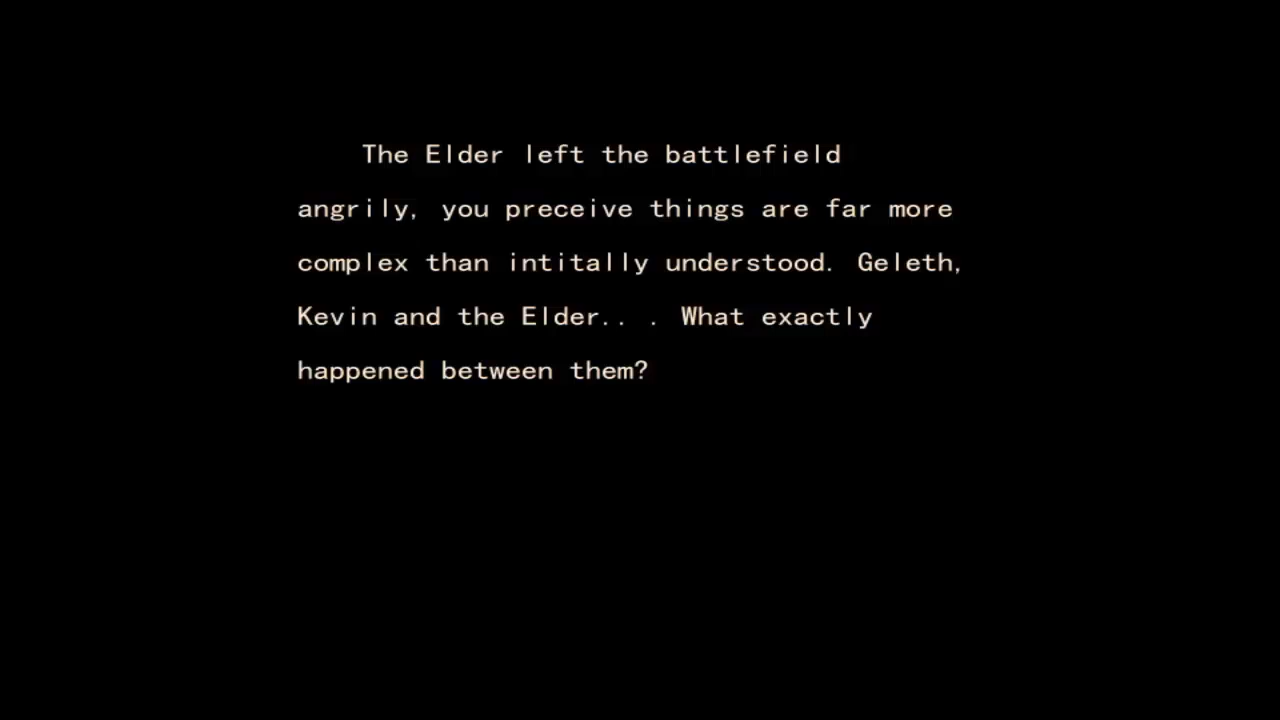 The Elder left the battlefield
angrily, you preceive things are far more
complex than intitally understood. Geleth,
Kevin and the Elder.. . What exactly
happened between them?